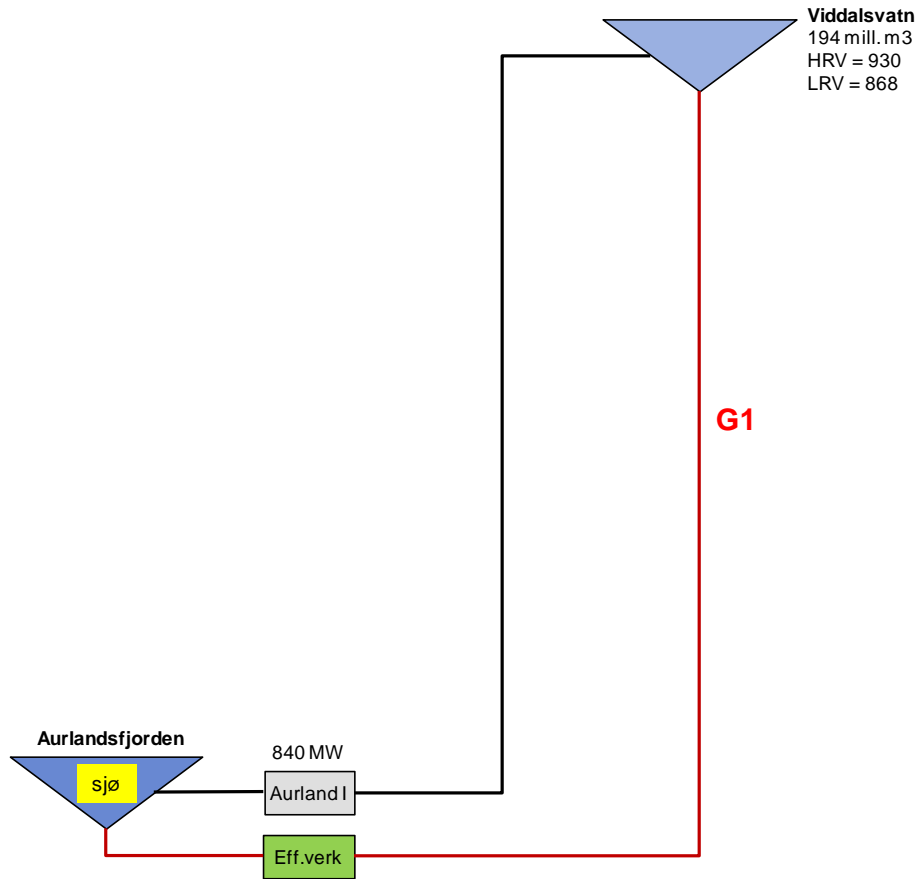 Viddalsvatn
194 mill. m3
HRV = 930
LRV = 868
G1
Aurlandsfjorden
sjø
840 MW
Aurland I
Eff.verk